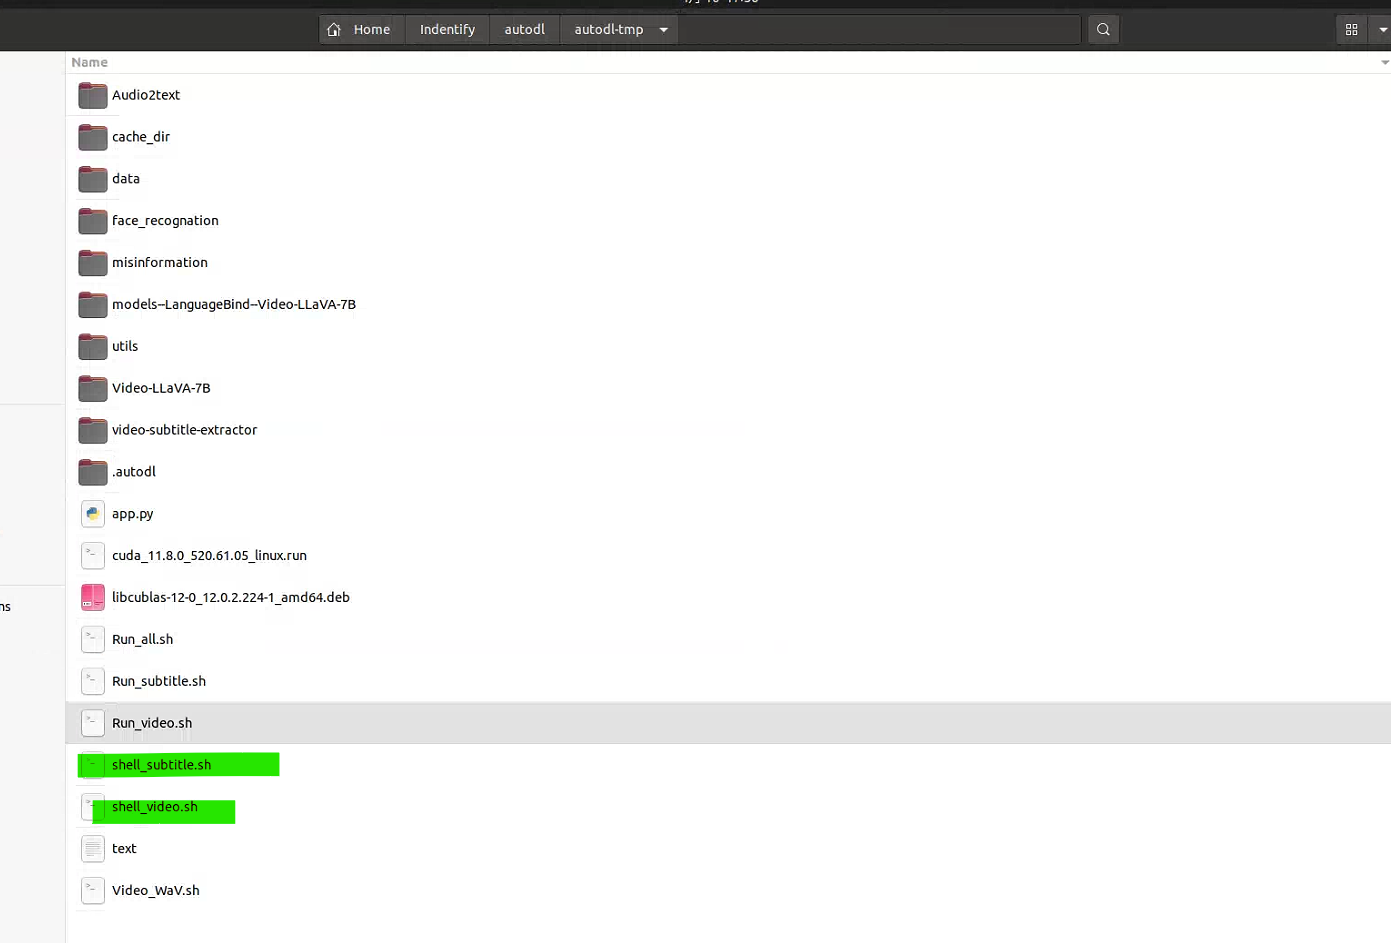 Home Indentify autodl autodl-tmp
Name
Audio2text
cache_dir
data
face_recognation
misinformation
models--LanguageBind--Video-LLaVA-7B
utils
Video-LLaVA-7B
video-subtitle-extractor
.autodl
app.py
cuda_11.8.0_520.61.05_linux.run
libcublas-12-0_12.0.2.224-1_amd64.deb
ns
Run_all.sh
Run_subtitle.sh
Run_video.sh
shell_subtitle.sh
shell_video.sh
text
Video_WaV.sh